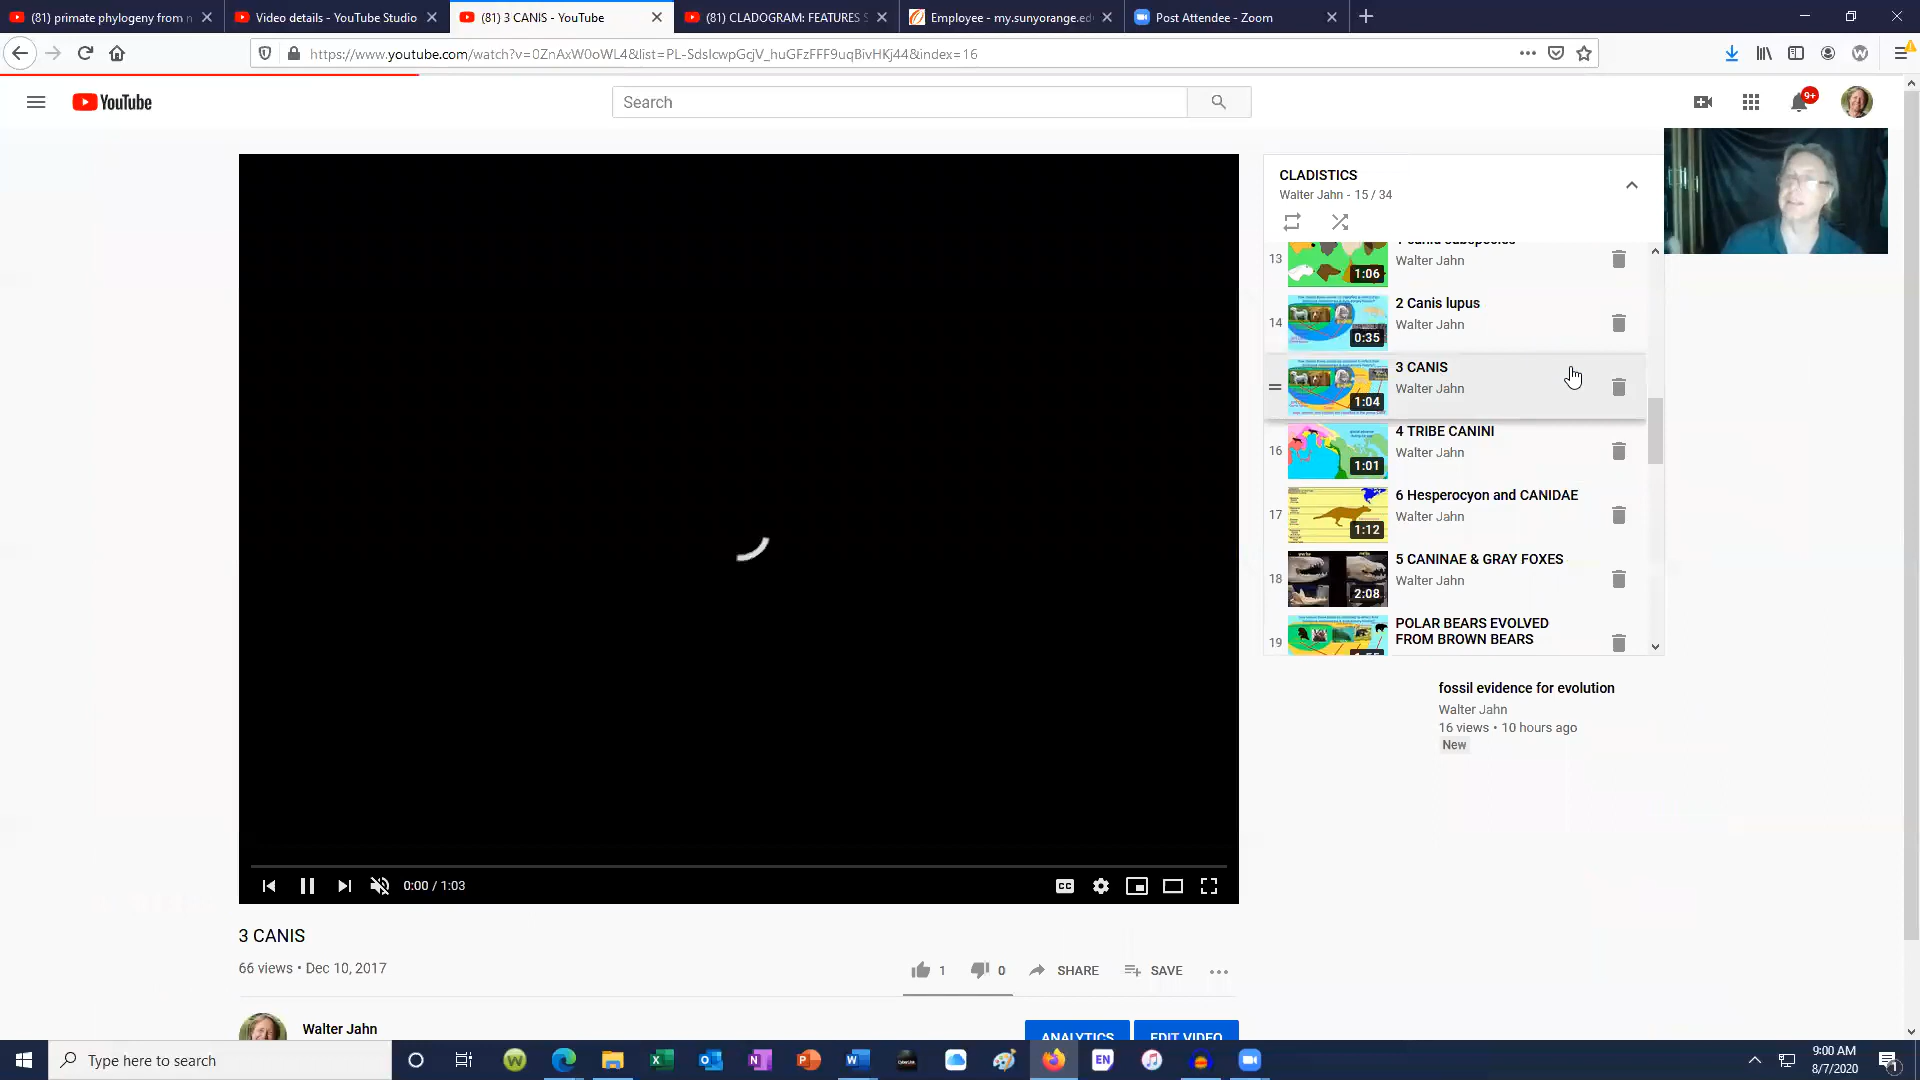 (81) primate phylogeny from n
Video details - YouTube Studio
(81) 3 CANIS - YouTube
(81) CLADOGRAM: FEATURES S
Employee - my.sunyorange.ed
Post Attendee - Zoom
https://www.youtube.com/watch?v=0ZnAxW0oWL4&list=PL-SdsIcwpGcjV_huGFzFFF9uqBivHKj44&index=16
YouTube
Search
9+
CLADISTICS
Walter Jahn - 15 / 34
13
1:06
Walter Jahn
14
0:35
2 Canis lupus
Walter Jahn
1:04
3 CANIS
Walter Jahn
16
1:01
4 TRIBE CANINI
Walter Jahn
17
1:12
6 Hesperocyon and CANIDAE
Walter Jahn
18
2:08
5 CANINAE & GRAY FOXES
Walter Jahn
19
POLAR BEARS EVOLVED
FROM BROWN BEARS
fossil evidence for evolution
Walter Jahn
16 views • 10 hours ago
New
0:00 / 1:03
CC
3 CANIS
66 views • Dec 10, 2017
1
0
SHARE
SAVE
Walter Jahn
ANALYTICS
EDIT VIDEO
Type here to search
EN
9:00 AM
8/7/2020
1